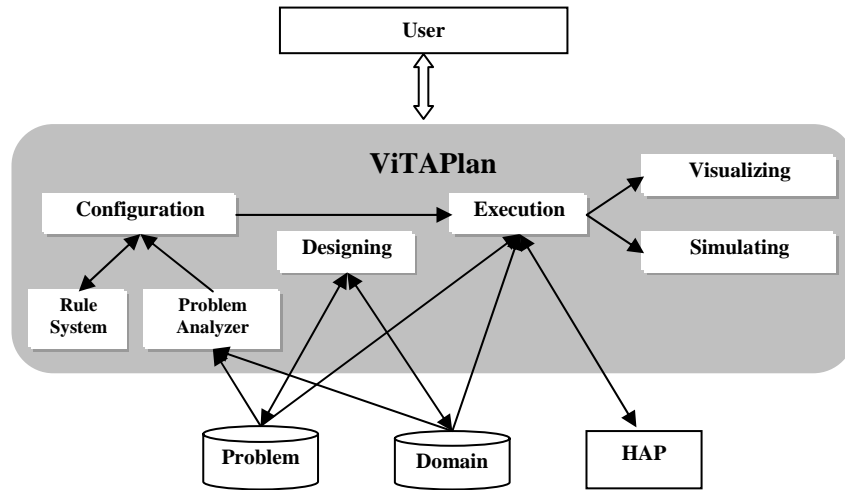 User
ViTAPlan
Visualizing
Configuration
Execution
Designing
Simulating
Rule
System
Problem
Analyzer
Problem
Domain
HAP